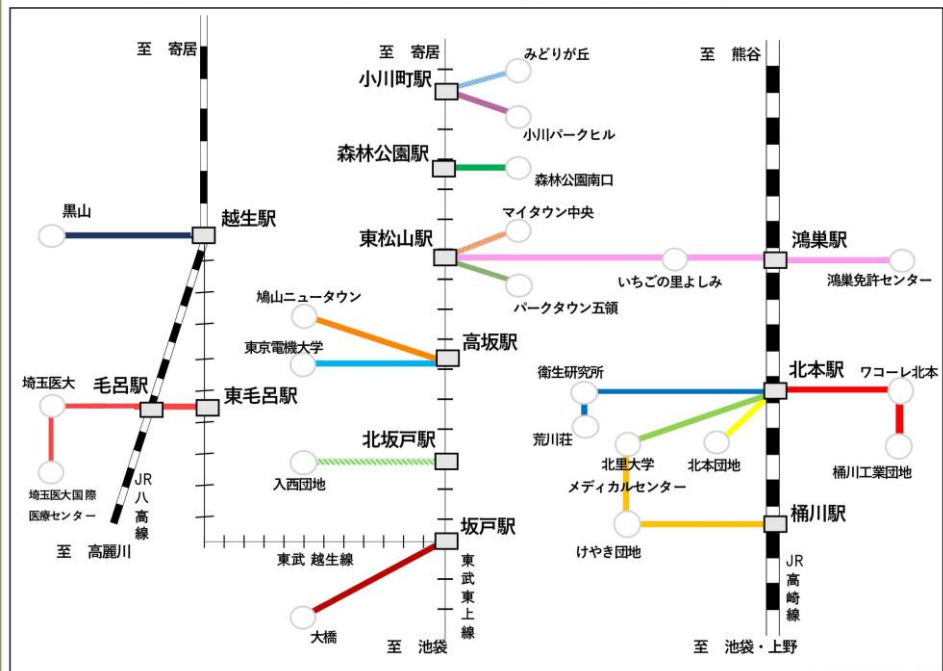 至 寄居
至 寄居
至 熊谷
みどりが丘
小川町駅
小川パークヒル
森林公園駅
森林公園南口
黒山
越生駅
マイタウン中央
東松山駅
鴻巣駅
いちごの里よしみ
鴻巣免許センター
パークタウン五領
鳩山ニュータウン
高坂駅
東京電機大学
衛生研究所
北本駅
ワコーレ北本
埼玉医大
毛呂駅
東毛呂駅
荒川荘
北里大学
メディカルセンター
北本団地
桶川工業団地
北坂戸駅
入西団地
埼玉医大国際
医療センター
JR八高線
至 高麗川
坂戸駅
桶川駅
けやき団地
東武 越生線
東武東上線
JR高崎線
大橋
至 池袋
至 池袋・上野